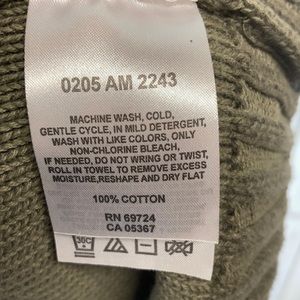 0205 AM 2243
MACHINE WASH, COLD,
GENTLE CYCLE, IN MILD DETERGENT,
WASH WITH LIKE COLORS, ONLY
NON-CHLORINE BLEACH,
IF NEEDED, DO NOT WRING OR TWIST,
ROLL IN TOWEL TO REMOVE EXCESS
MOISTURE,RESHAPE AND DRY FLAT
100% COTTON
RN 69724
CA 05367
30C